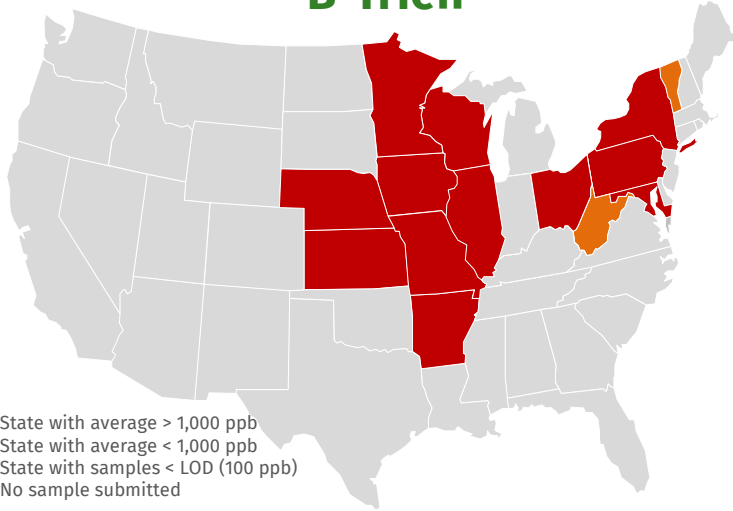 B-Trich
State with average > 1,000 ppb
State with average < 1,000 ppb
State with samples < LOD (100 ppb)
No sample submitted